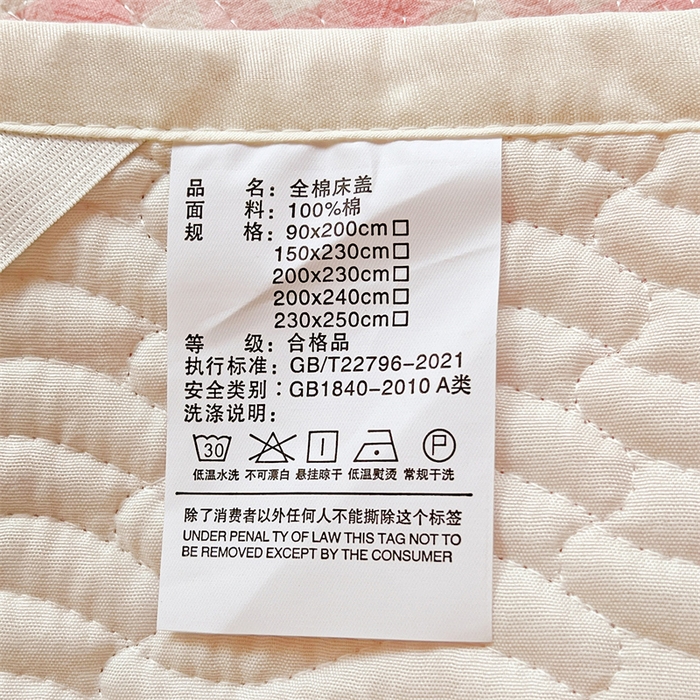 品　　名：全棉床盖
面　　料：100%棉
规　　格：90x200cm□
150x230cm□
200x230cm□
200x240cm□
230x250cm□
等　　级：合格品
执行标准：GB/T22796-2021
安全类别：GB1840-2010 A类
洗涤说明：
30 P
低温水洗 不可漂白 悬挂晾干 低温熨烫 常规干洗
除了消费者以外任何人不能撕除这个标签
UNDER PENAL TY OF LAW THIS TAG NOT TO
BE REMOVED EXCEPT BY THE CONSUMER